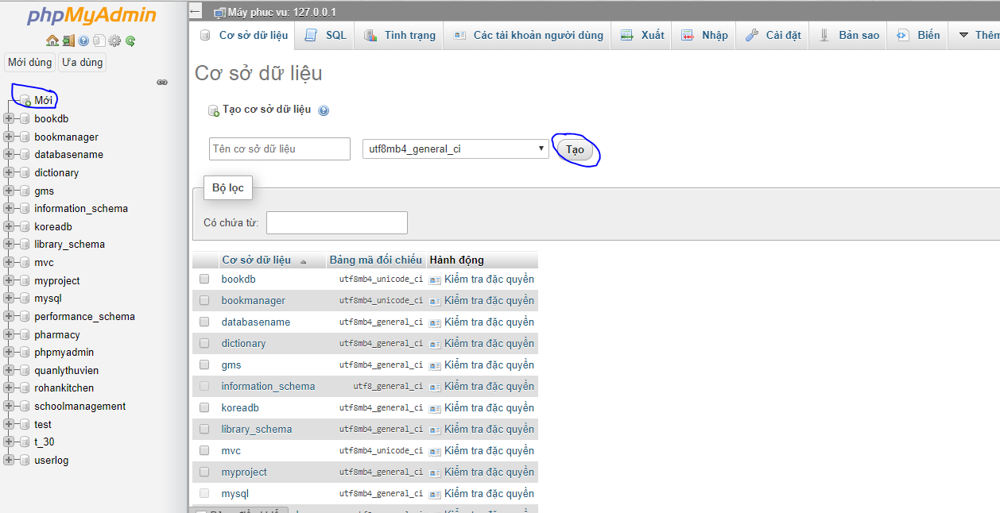 phpMyAdmin
Mới dùng Ưa dùng
Mới
bookdb
bookmanager
databasename
dictionary
gms
information_schema
koreadb
library_schema
mvc
myproject
mysql
performance_schema
pharmacy
phpmyadmin
quanlythuvien
rohankitchen
schoolmanagement
test
t_30
userlog
Máy phục vụ: 127.0.0.1
Cơ sở dữ liệu SQL Tình trạng Các tài khoản người dùng Xuất Nhập Cài đặt Bản sao Biến Thêm
Cơ sở dữ liệu
Tạo cơ sở dữ liệu
Tên cơ sở dữ liệu utf8mb4_general_ci Tạo
Bộ lọc
Có chứa từ:
Cơ sở dữ liệu Bảng mã đối chiếu Hành động
bookdb utf8mb4_unicode_ci Kiểm tra đặc quyền
bookmanager utf8mb4_unicode_ci Kiểm tra đặc quyền
databasename utf8mb4_general_ci Kiểm tra đặc quyền
dictionary utf8mb4_general_ci Kiểm tra đặc quyền
gms utf8mb4_general_ci Kiểm tra đặc quyền
information_schema utf8_general_ci Kiểm tra đặc quyền
koreadb utf8mb4_general_ci Kiểm tra đặc quyền
library_schema utf8mb4_general_ci Kiểm tra đặc quyền
mvc utf8mb4_unicode_ci Kiểm tra đặc quyền
myproject utf8mb4_general_ci Kiểm tra đặc quyền
mysql utf8mb4_general_ci Kiểm tra đặc quyền